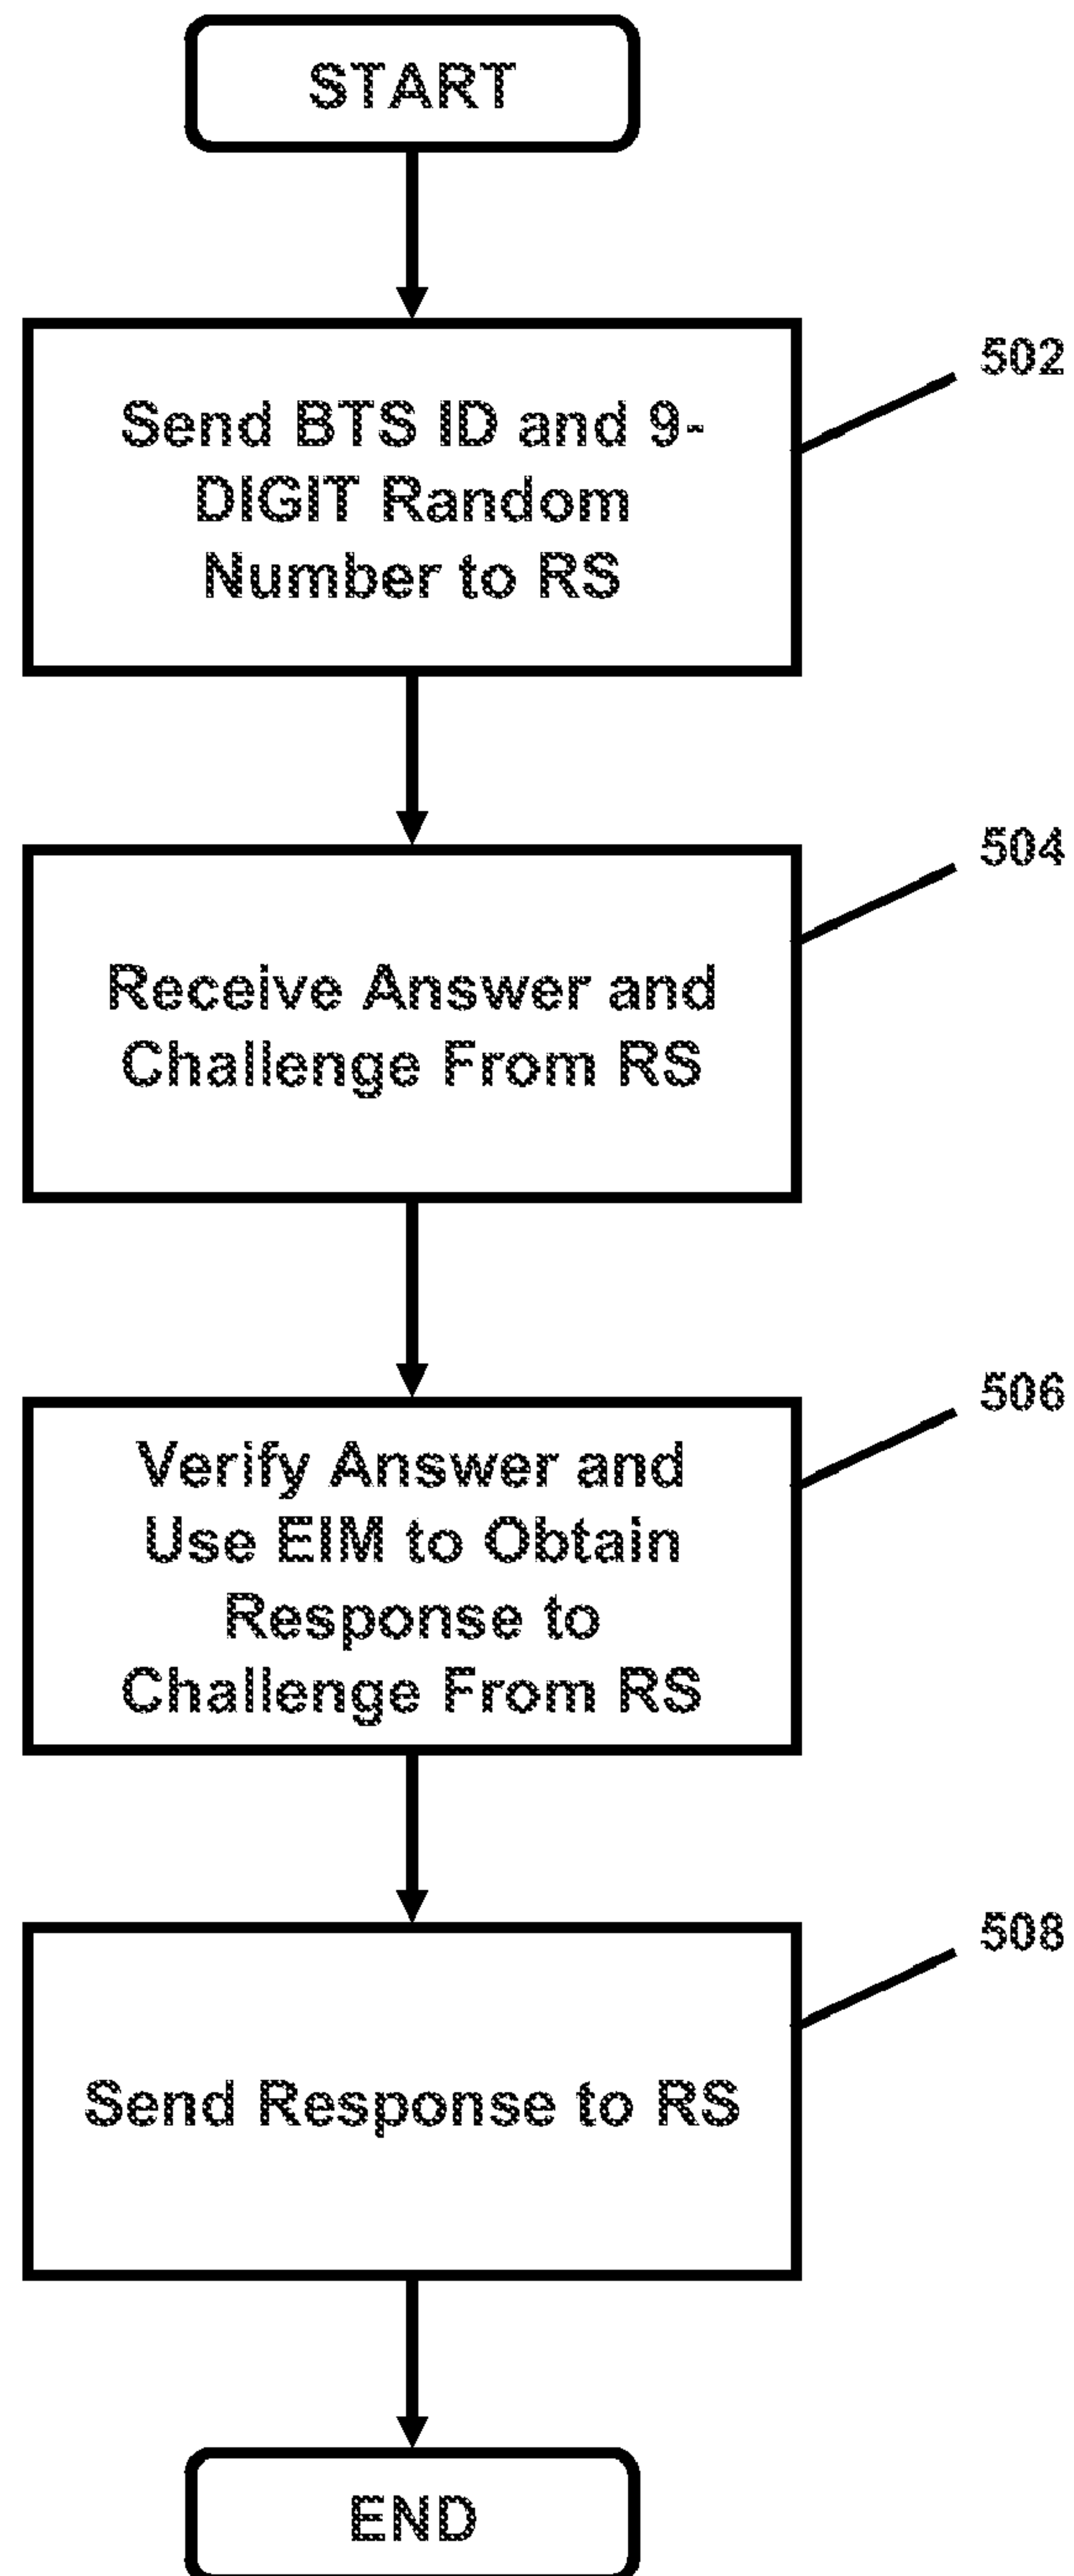 START
Send BTS ID and 9-
DIGIT Random
Number to RS
502
Receive Answer and
Challenge From RS
504
Verify Answer and
Use EIM to Obtain
Response to
Challenge From RS
506
Send Response to RS
508
END